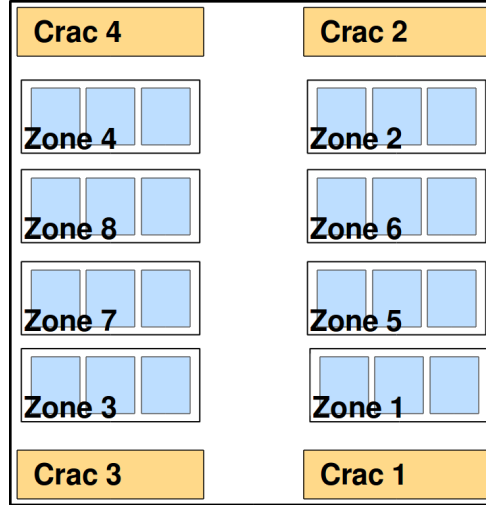 Crac 4
Crac 2
Zone 4
Zone 2
Zone 8
Zone 6
Zone 7
Zone 5
Zone 3
Zone 1
Crac 3
Crac 1